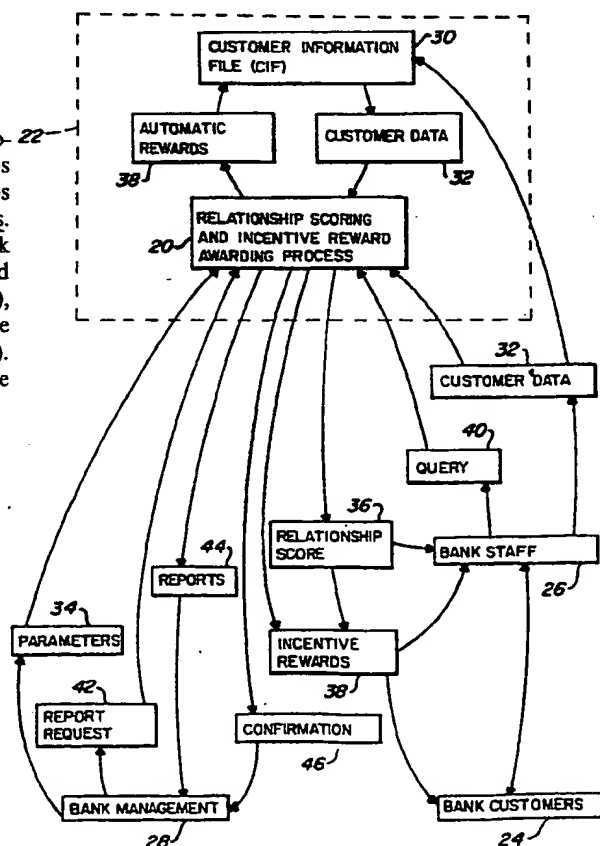 30
CUSTOMER INFORMATION
FILE (CIF)
22
AUTOMATIC
REWARDS
38
CUSTOMER DATA
32
20
RELATIONSHIP SCORING
AND INCENTIVE REWARD
AWARDING PROCESS
es
es
s.
k
d
),
e
).
e
32
CUSTOMER DATA
40
QUERY
36
RELATIONSHIP
SCORE
BANK STAFF
26
44
REPORTS
34
PARAMETERS
INCENTIVE
REWARDS
38
42
REPORT
REQUEST
CONFIRMATION
46
BANK MANAGEMENT
28
BANK CUSTOMERS
24